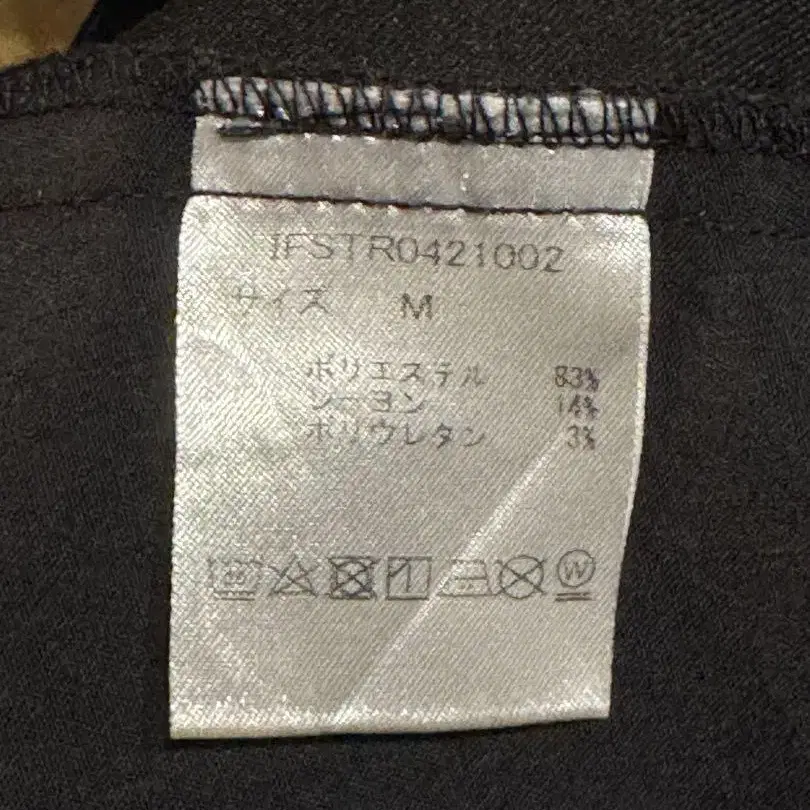 IFSTR0421002
サイズ M
ポリエステル 83%
レーヨン 14%
ポリウレタン 3%
W